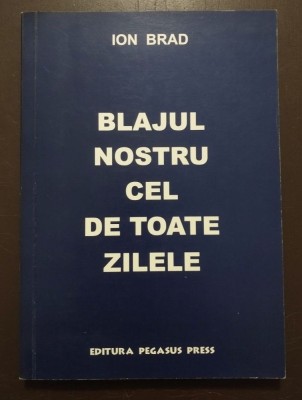 ION BRAD
BLAJUL
NOSTRU
CEL
DE TOATE
ZILELE
EDITURA PEGASUS PRESS